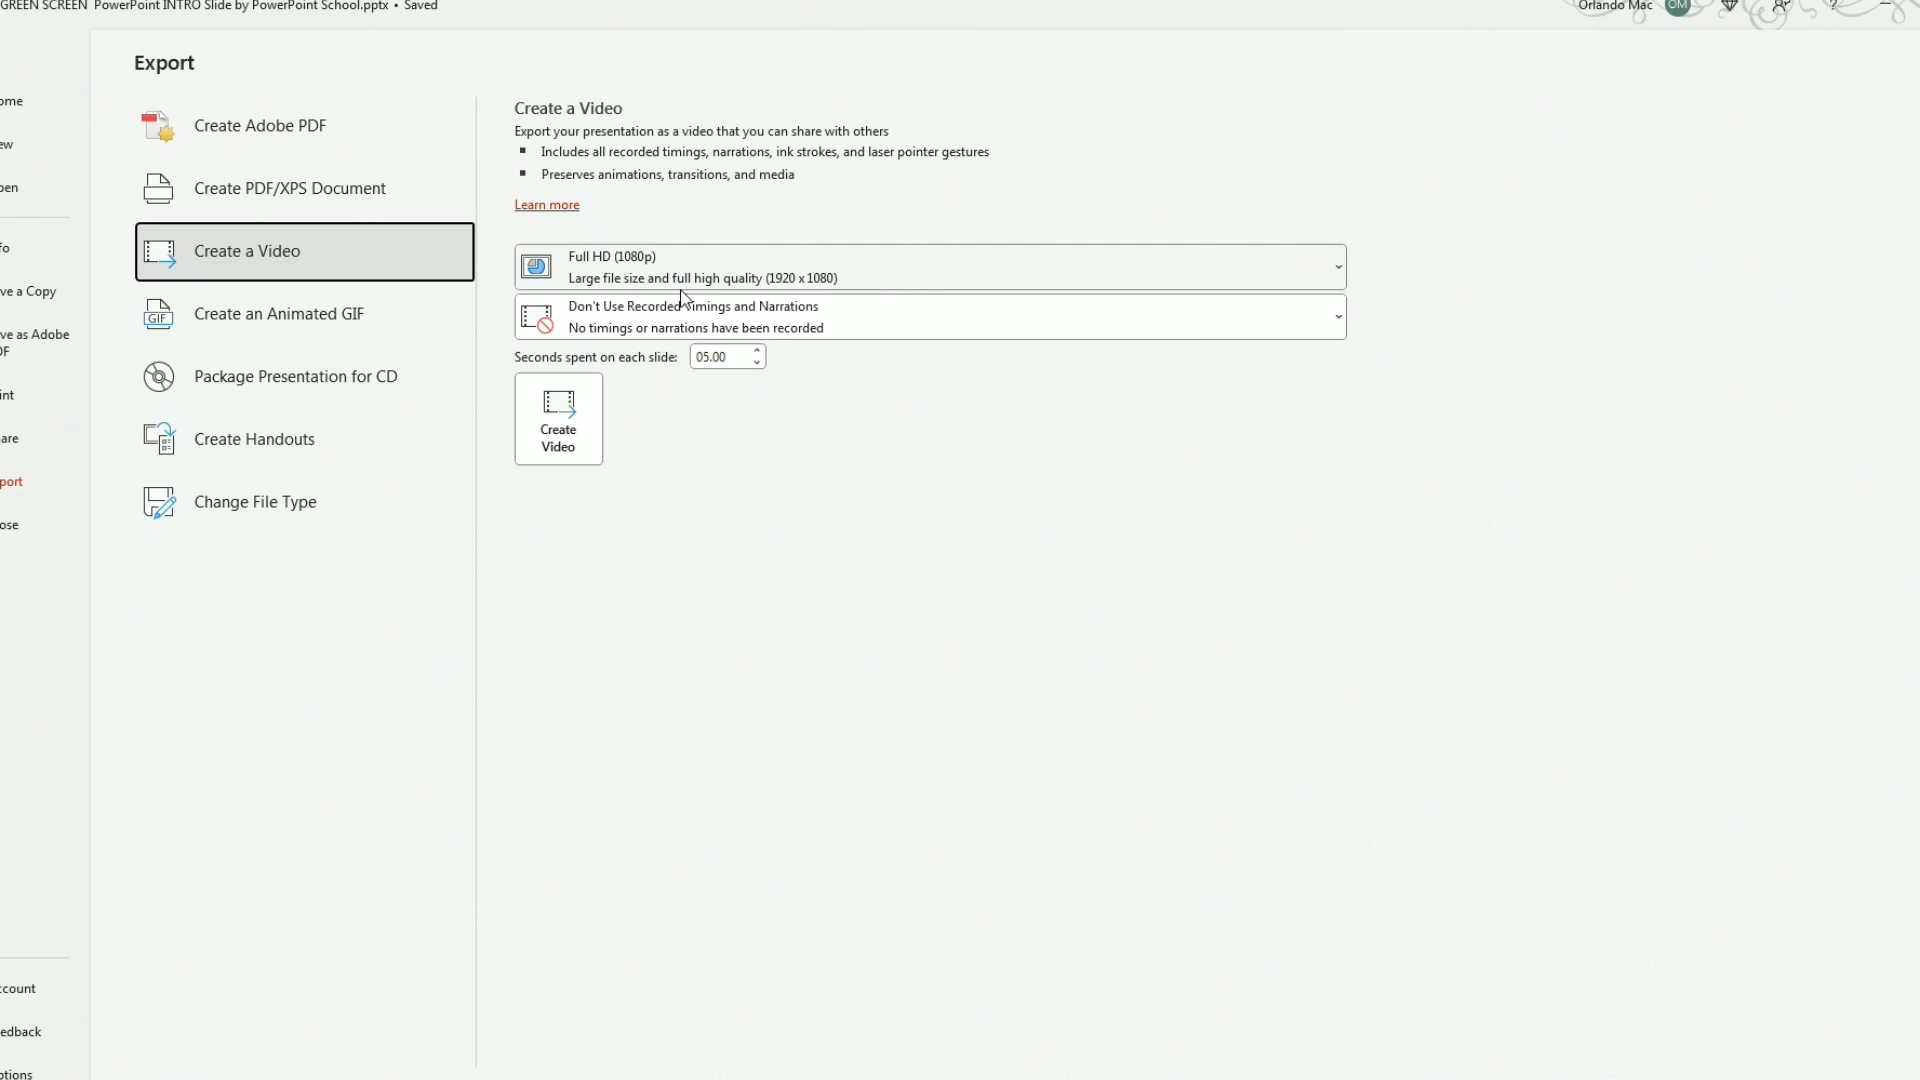 GREEN SCREEN PowerPoint INTRO Slide by PowerPoint School.pptx • Saved
Orlando Mac
OM
?
Export
ome
ew
pen
fo
ve a Copy
ve as Adobe
DF
int
are
port
ose
ccount
edback
ptions
Create Adobe PDF
Create PDF/XPS Document
Create a Video
GIF
Create an Animated GIF
Package Presentation for CD
Create Handouts
Change File Type
Create a Video
Export your presentation as a video that you can share with others
▪ Includes all recorded timings, narrations, ink strokes, and laser pointer gestures
▪ Preserves animations, transitions, and media
Learn more
Full HD (1080p)
Large file size and full high quality (1920 x 1080)
Don't Use Recorded Timings and Narrations
No timings or narrations have been recorded
Seconds spent on each slide: 05.00
Create
Video